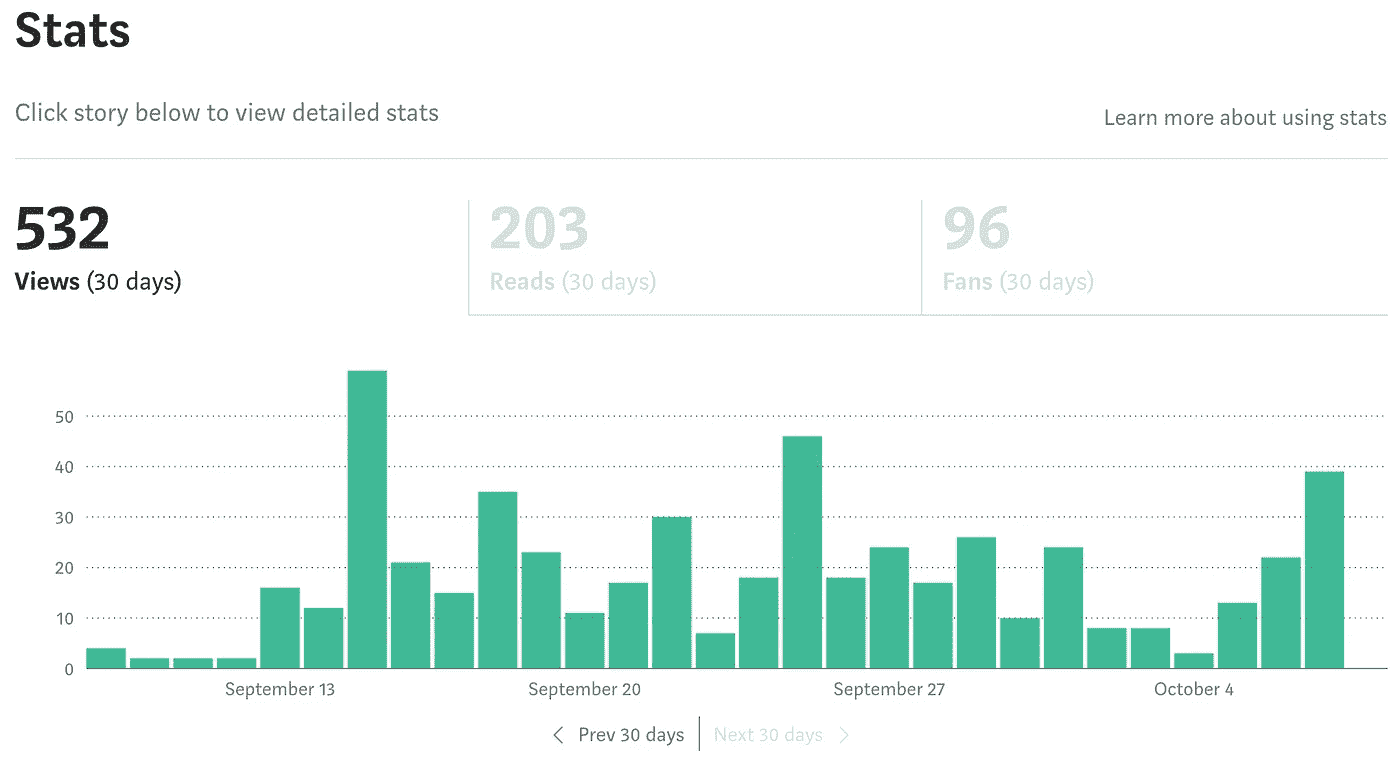 Stats
Click story below to view detailed stats
Learn more about using stats
532
Views (30 days)
203
Reads (30 days)
96
Fans (30 days)
50
40
30
20
10
0
September 13
September 20
September 27
October 4
Prev 30 days
Next 30 days